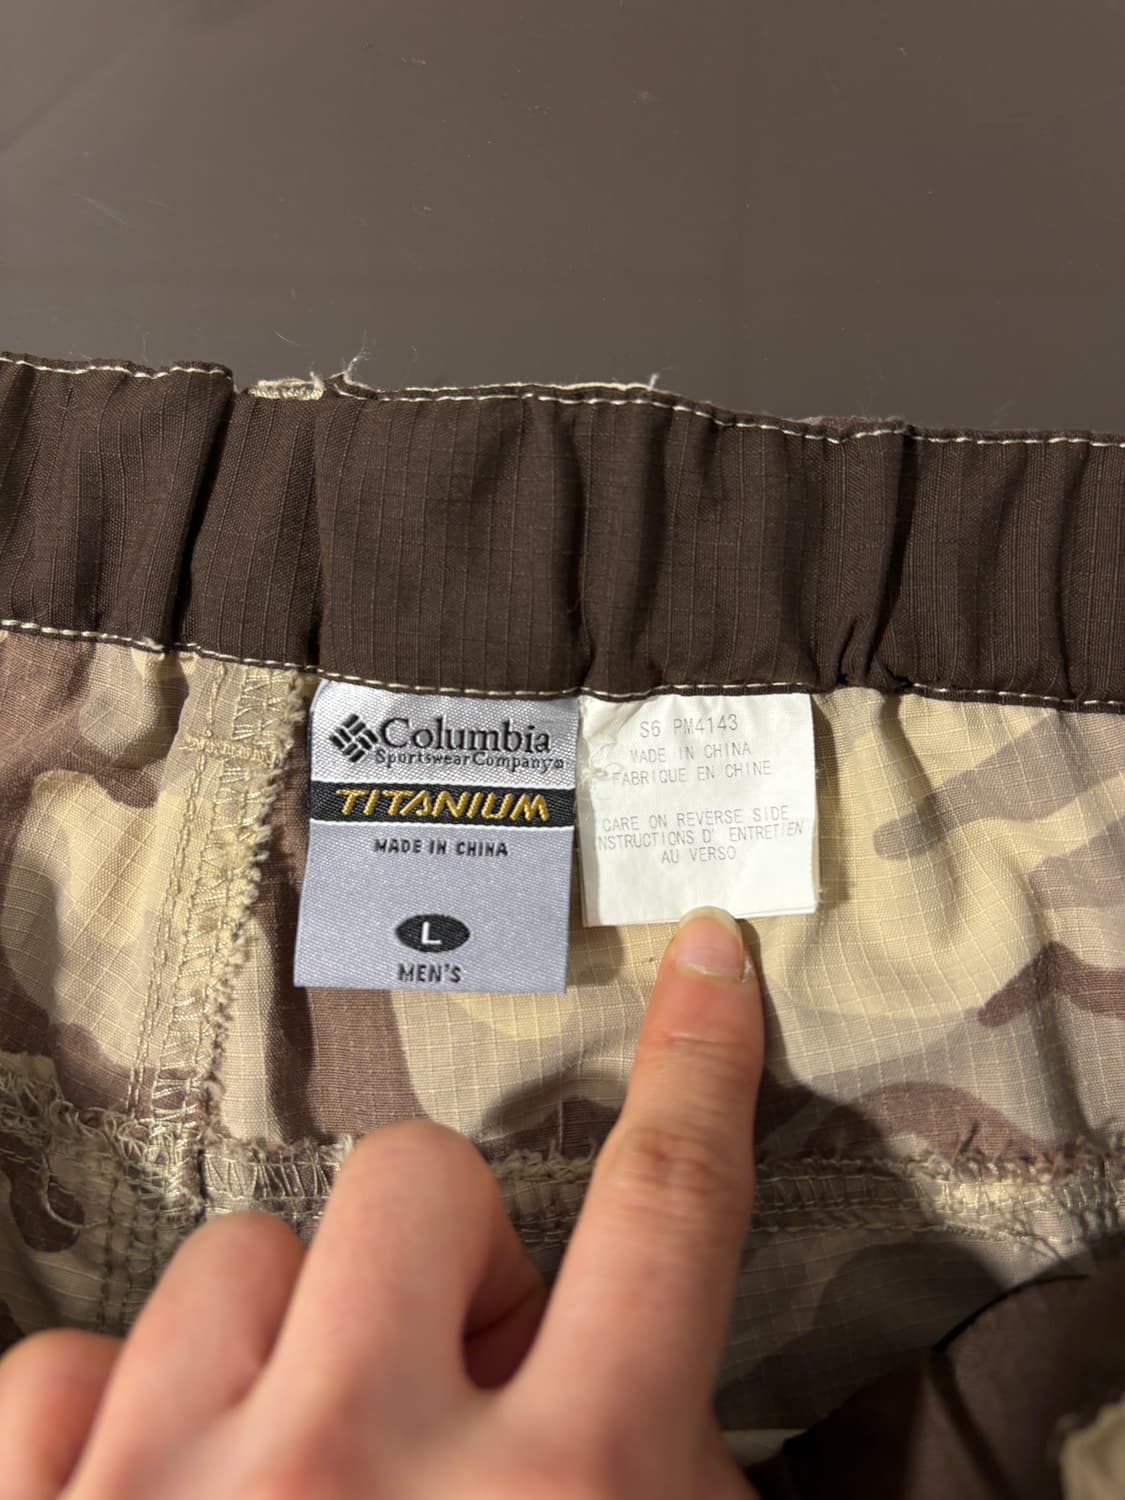 Columbia
Sportswear Company®
TITANIUM
MADE IN CHINA
L
MEN'S
S6 PM4143
MADE IN CHINA
FABRIQUE EN CHINE
CARE ON REVERSE SIDE
INSTRUCTIONS D' ENTRETIEN
AU VERSO